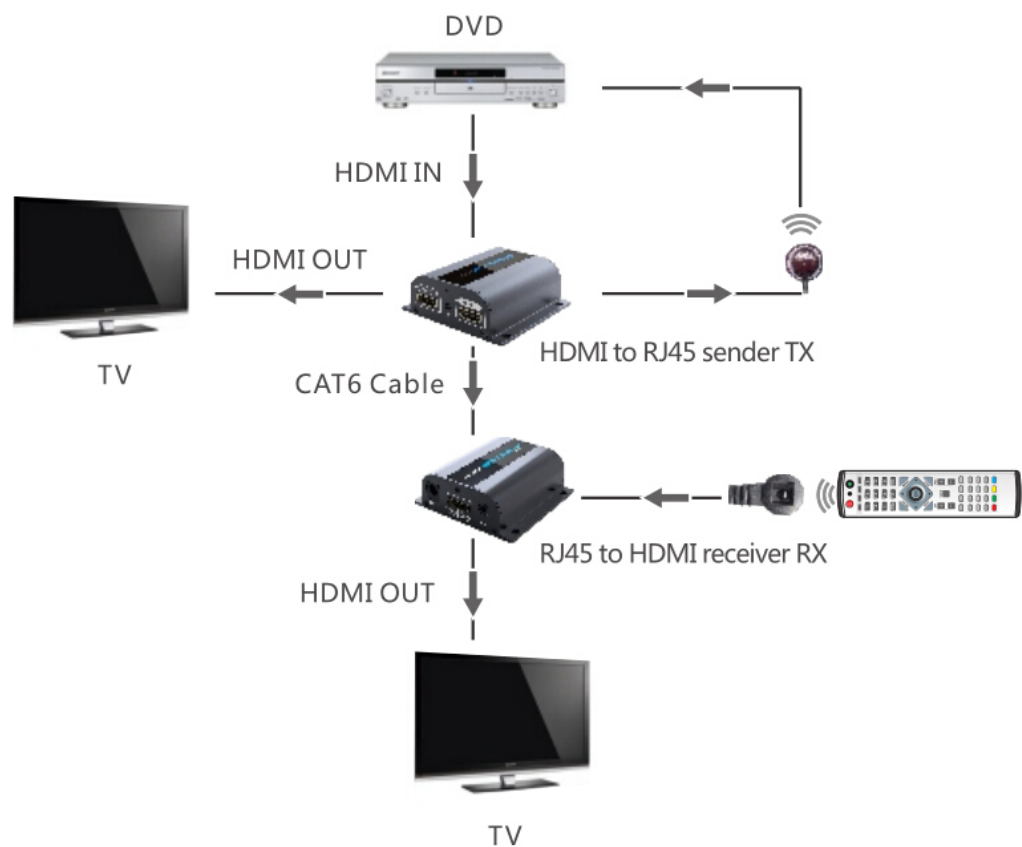 DVD
HDMI IN
HDMI OUT
HDMI to RJ45 sender TX
TV
CAT6 Cable
RJ45 to HDMI receiver RX
HDMI OUT
TV